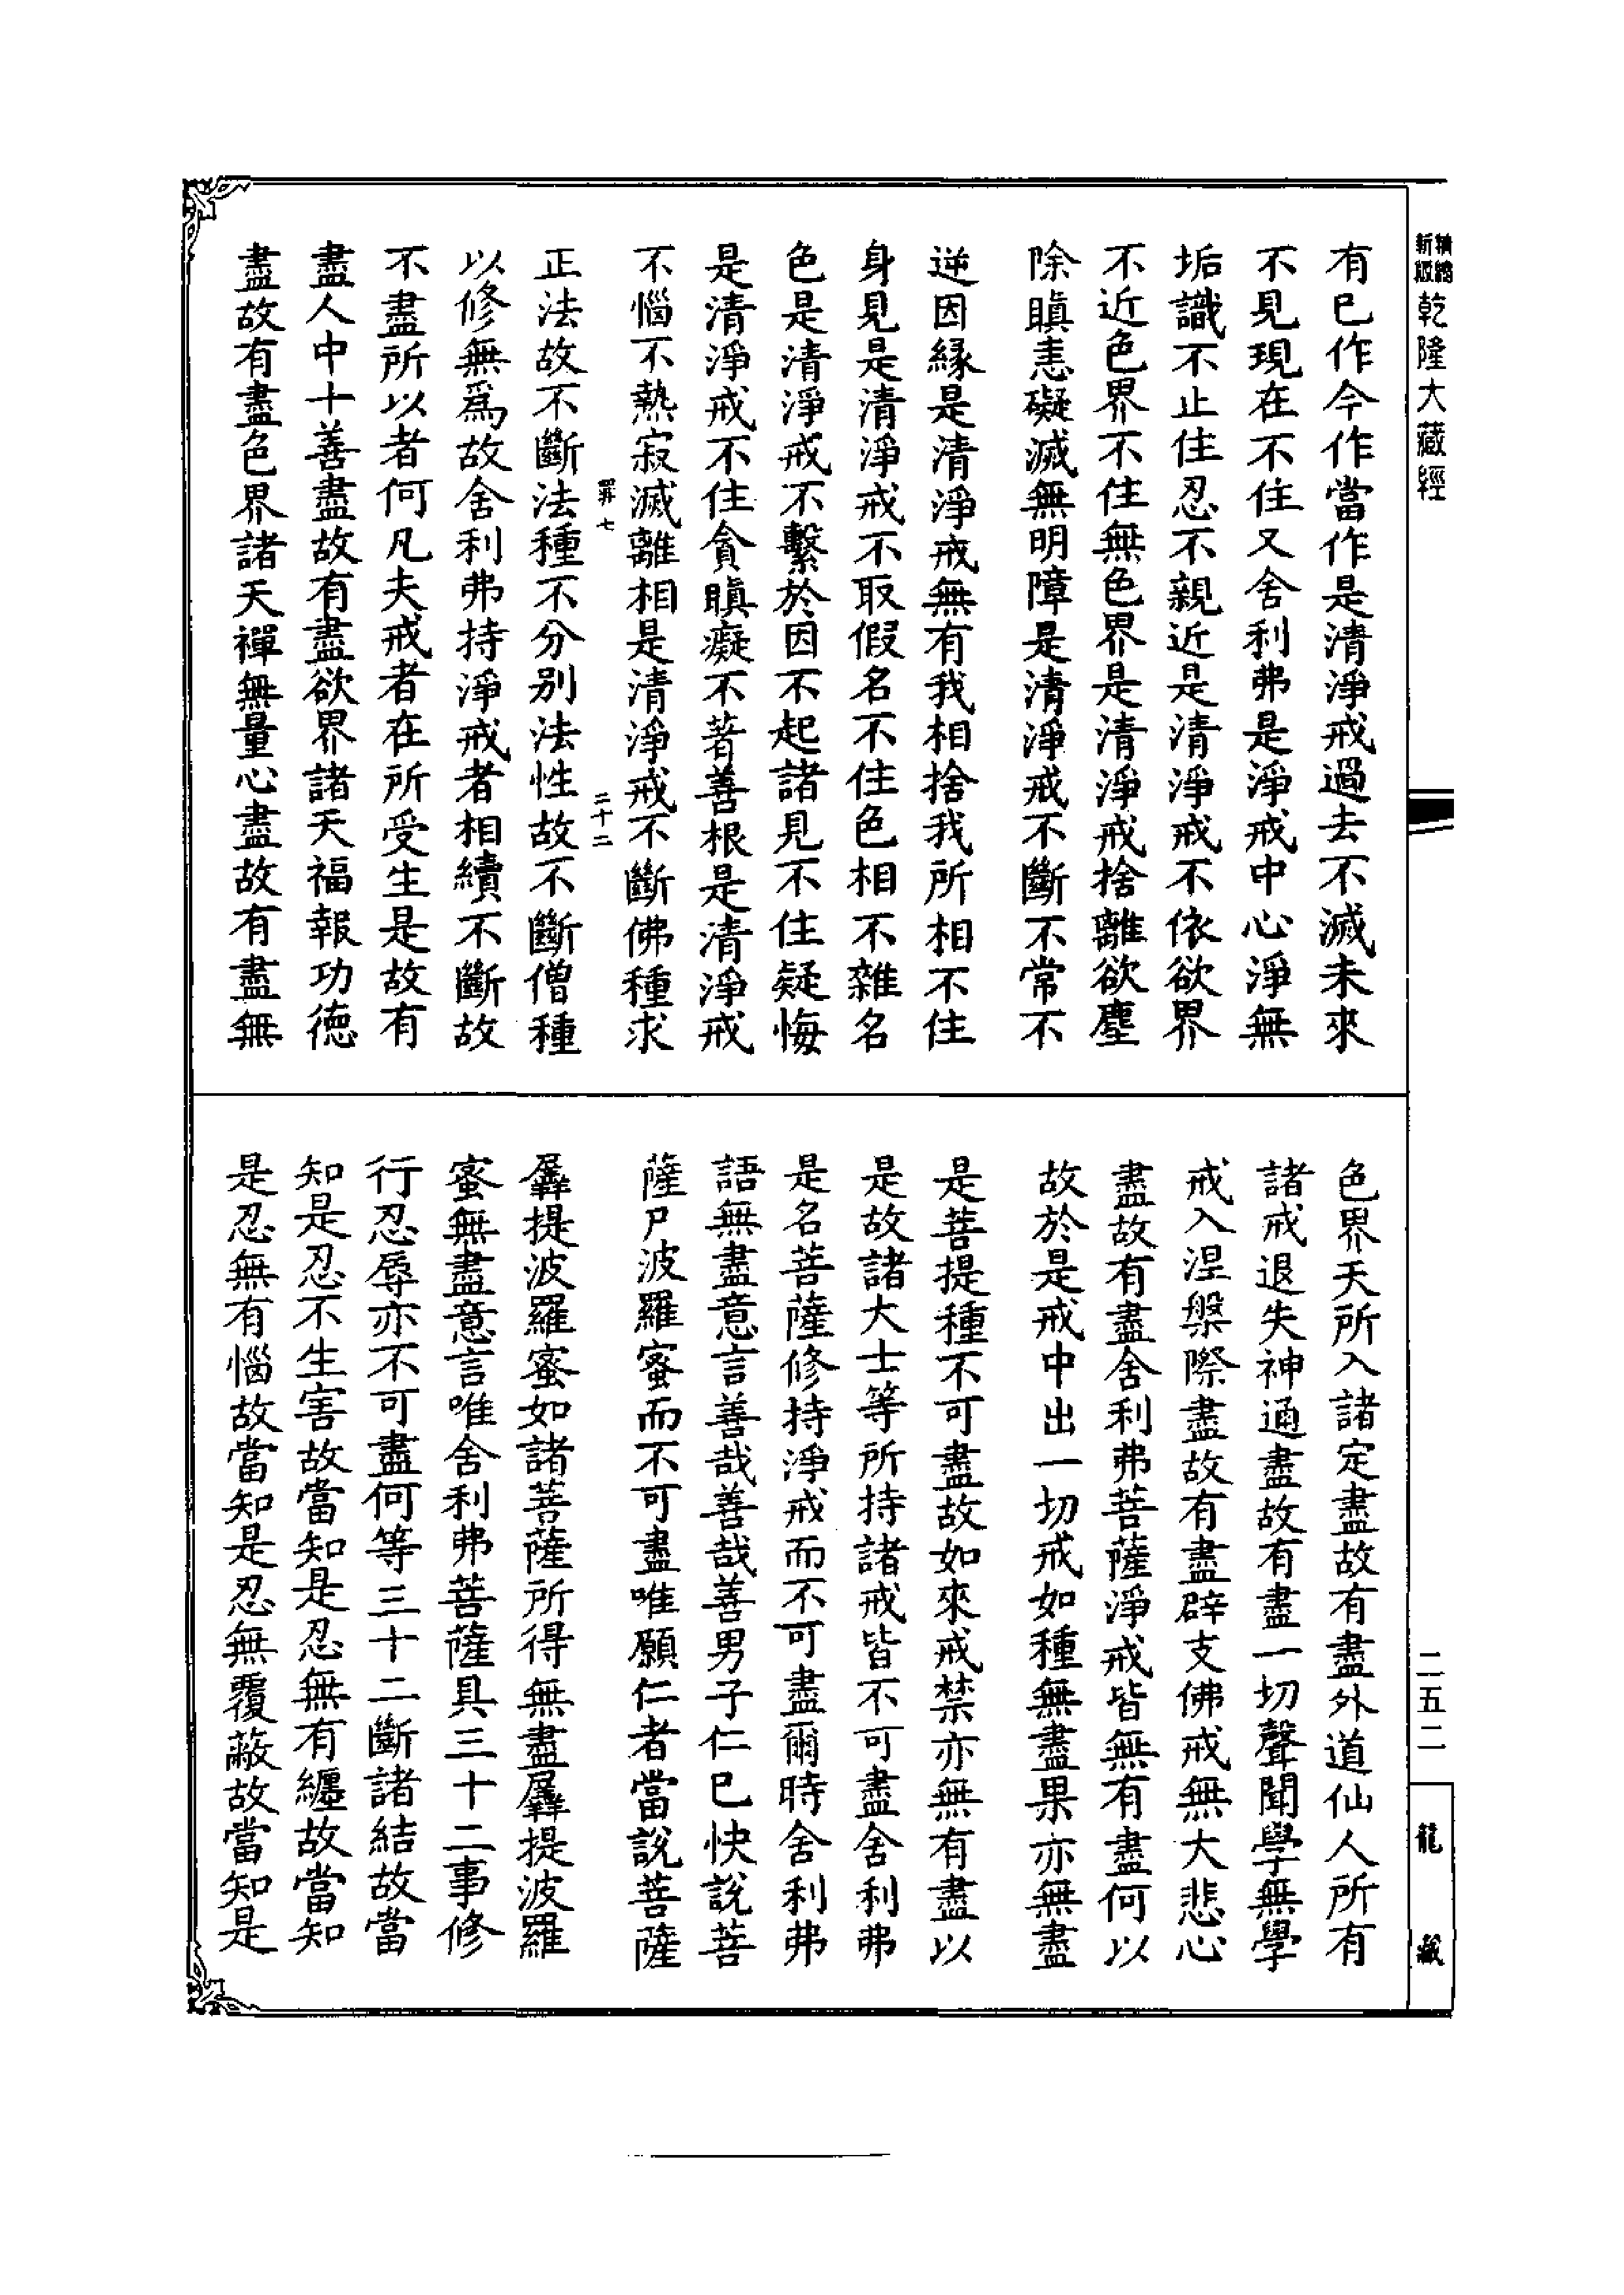 新版
精縮
乾隆大藏經
有已作今作當作是清淨戒過去不滅未來
不見現在不住又舍利弗是淨戒中心淨無
垢識不止住忍不親近是清淨戒不依欲界
不近色界不住無色界是清淨戒捨離欲塵
除瞋恚礙滅無明障是清淨戒不斷不常不
逆因緣是清淨戒無有我相捨我所相不住
身見是清淨戒不取假名不住色相不雜名
色是清淨戒不繫於因不起諸見不住疑悔
是清淨戒不住貪瞋癡不著善根是清淨戒
不惱不熱寂滅離相是清淨戒不斷佛種求
二十二
正法故不斷法種不分別法性故不斷僧種
以修無為故舍利弗持淨戒者相續不斷故
不盡所以者何凡夫戒者在所受生是故有
盡人中十善盡故有盡欲界諸天福報功德
盡故有盡色界諸天禪無量心盡故有盡無
色界天所入諸定盡故有盡外道仙人所有
諸戒退失神通盡故有盡一切聲聞學無學
戒入涅槃際盡故有盡辟支佛戒無大悲心
盡故有盡舍利弗菩薩淨戒皆無有盡何以
故於是戒中出一切戒如種無盡果亦無盡
是菩提種不可盡故如來戒禁亦無有盡以
是故諸大士等所持諸戒皆不可盡舍利弗
是名菩薩修持淨戒而不可盡爾時舍利弗
語無盡意言善哉善哉善男子仁已快說菩
薩尸波羅蜜而不可盡唯願仁者當說菩薩
羼提波羅蜜如諸菩薩所得無盡羼提波羅
蜜無盡意言唯舍利弗菩薩具三十二事修
行忍辱亦不可盡何等三十二斷諸結故當
知是忍不生害故當知是忍無有纏故當知
是忍無有惱故當知是忍無覆蔽故當知是
二五二
龍藏